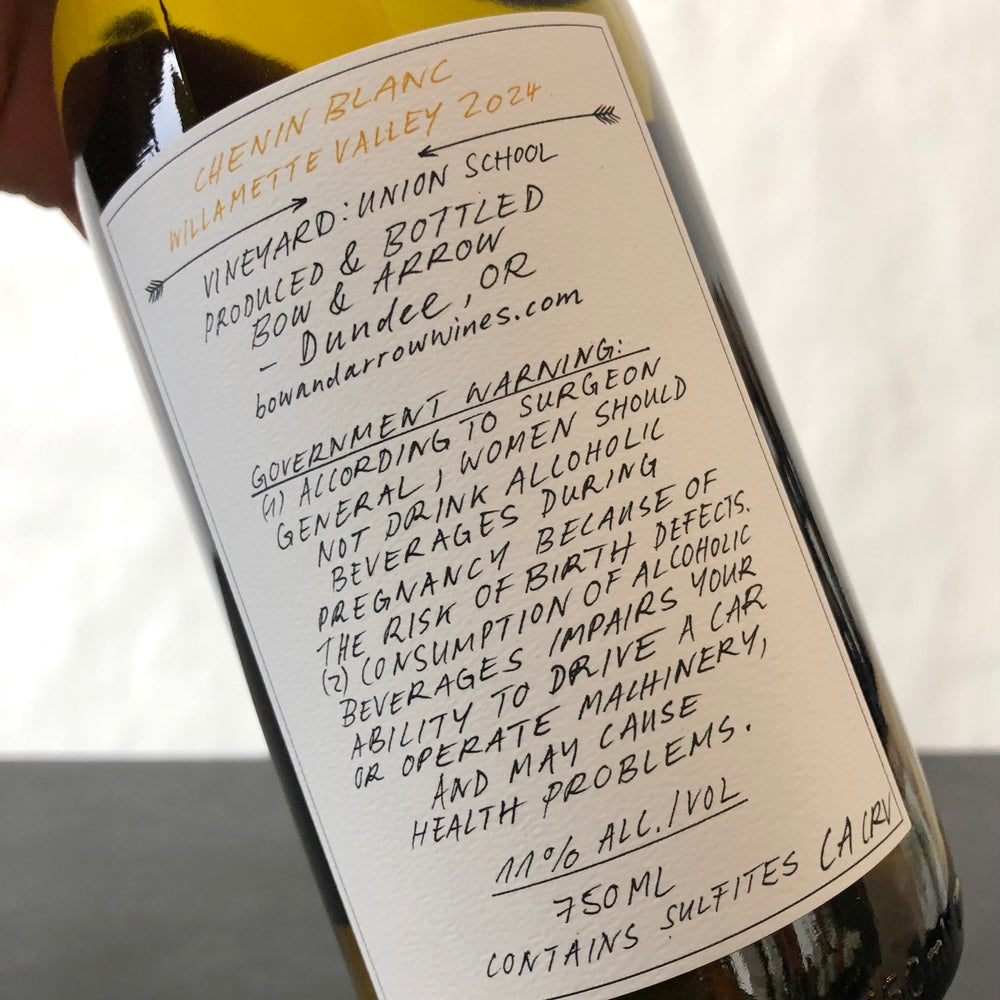 CHENIN BLANC
WILLAMETTE VALLEY 2024
VINEYARD: UNION SCHOOL
PRODUCED & BOTTLED
BOW & ARROW
- Dundee, OR
bowandarrowwines.com
GOVERNMENT WARNING:
(1) ACCORDING TO SURGEON
GENERAL, WOMEN SHOULD
NOT DRINK ALCOHOLIC
BEVERAGES DURING
PREGNANCY BECAUSE OF
THE RISK OF BIRTH DEFECTS.
(2) CONSUMPTION OF ALCOHOLIC
BEVERAGES IMPAIRS YOUR
ABILITY TO DRIVE A CAR
OR OPERATE MACHINERY,
AND MAY CAUSE
HEALTH PROBLEMS.
11% ALC./VOL
750ML
CONTAINS SULFITES CA CRV